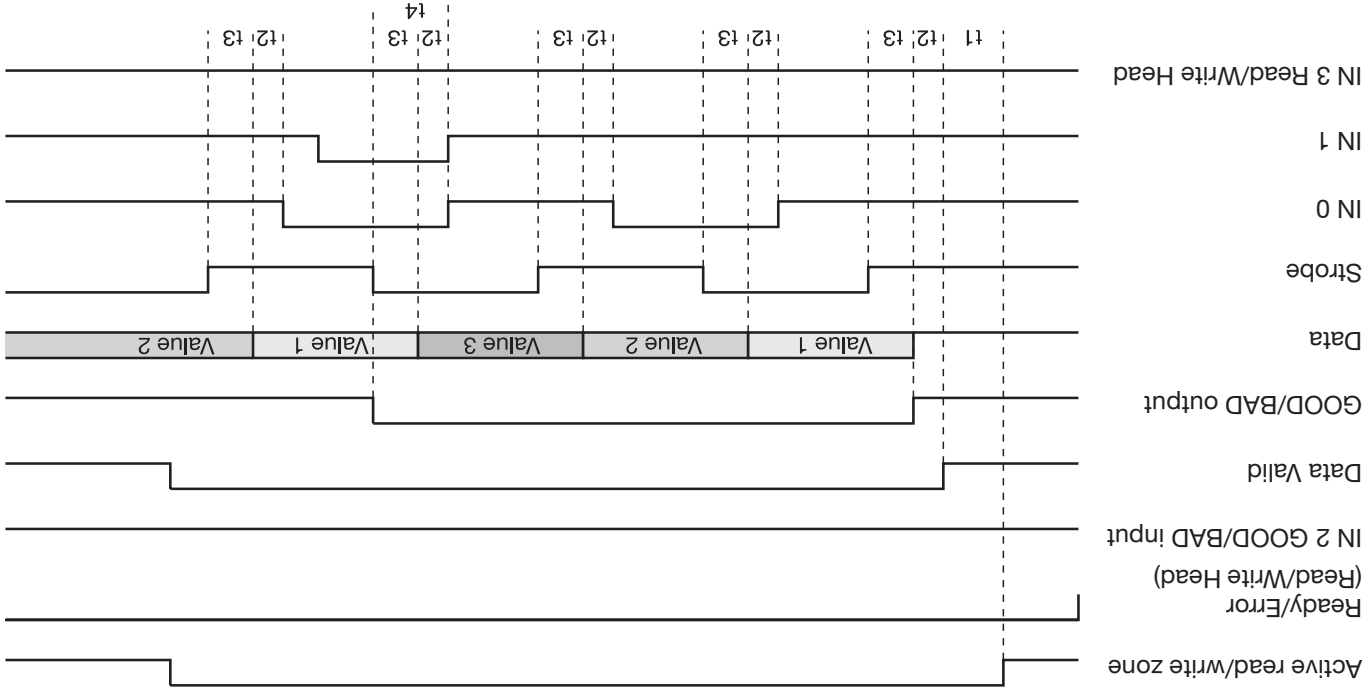 Active read/write zone
Ready/Error
(Read/Write Head)
IN 2 GOOD/BAD input
Data Valid
GOOD/BAD output
Data Value 1 Value 2 Value 3 Value 1 Value 2
Strobe
IN 0
IN 1
IN 3 Read/Write Head
t1 t2 t3 t2 t3 t2 t3 t2 t3 t2 t3
t4